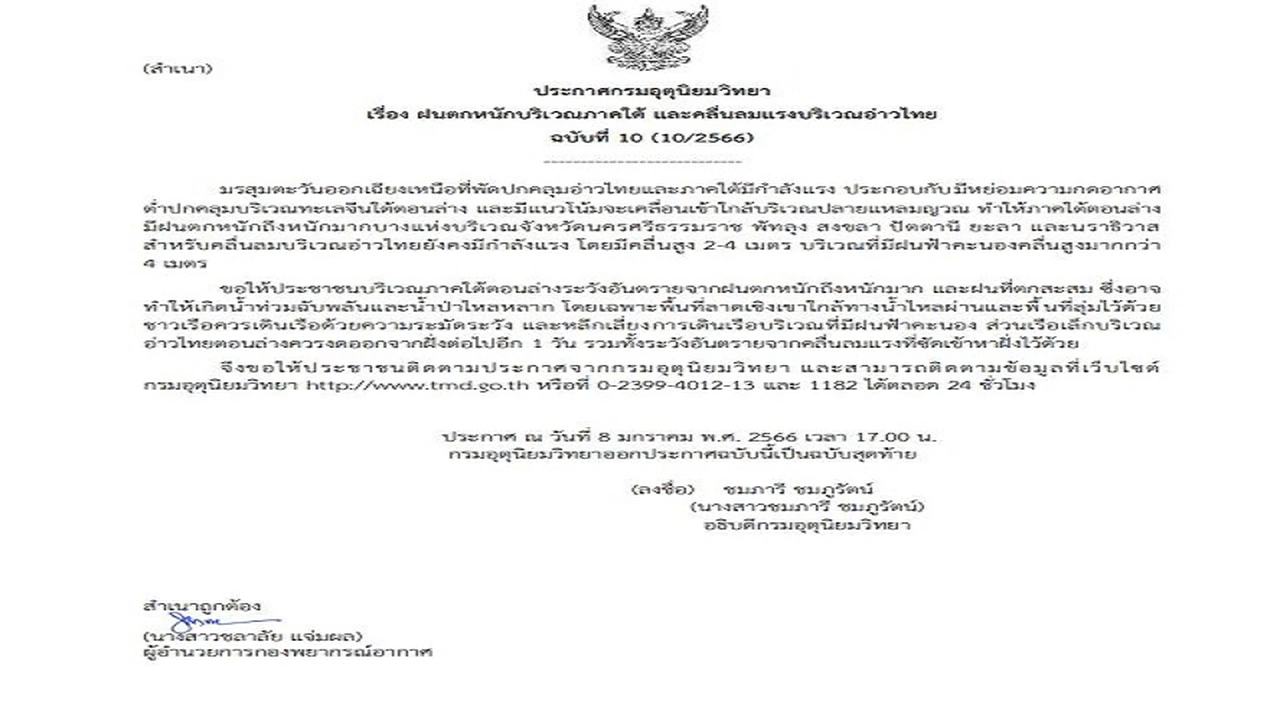 (สำเนา)
ประกาศกรมอุตุนิยมวิทยา
เรื่อง ฝนตกหนักบริเวณภาคใต้ และคลื่นลมแรงบริเวณอ่าวไทย
ฉบับที่ 10 (10/2566)
---------------------------
มรสุมตะวันออกเฉียงเหนือที่พัดปกคลุมอ่าวไทยและภาคใต้มีกำลังแรง ประกอบกับมีหย่อมความกดอากาศ
ต่ำปกคลุมบริเวณทะเลจีนใต้ตอนล่าง และมีแนวโน้มจะเคลื่อนเข้าใกล้บริเวณปลายแหลมญวณ ทำให้ภาคใต้ตอนล่าง
มีฝนตกหนักถึงหนักมากบางแห่งบริเวณจังหวัดนครศรีธรรมราช พัทลุง สงขลา ปัตตานี ยะลา และนราธิวาส
สำหรับคลื่นลมบริเวณอ่าวไทยยังคงมีกำลังแรง โดยมีคลื่นสูง 2-4 เมตร บริเวณที่มีฝนฟ้าคะนองคลื่นสูงมากกว่า
4 เมตร
ขอให้ประชาชนบริเวณภาคใต้ตอนล่างระวังอันตรายจากฝนตกหนักถึงหนักมาก และฝนที่ตกสะสม ซึ่งอาจ
ทำให้เกิดน้ำท่วมฉับพลันและน้ำป่าไหลหลาก โดยเฉพาะพื้นที่ลาดเชิงเขาใกล้ทางน้ำไหลผ่านและพื้นที่ลุ่มไว้ด้วย
ชาวเรือควรเดินเรือด้วยความระมัดระวัง และหลีกเลี่ยงการเดินเรือบริเวณที่มีฝนฟ้าคะนอง ส่วนเรือเล็กบริเวณ
อ่าวไทยตอนล่างควรงดออกจากฝั่งต่อไปอีก 1 วัน รวมทั้งระวังอันตรายจากคลื่นลมแรงที่ซัดเข้าหาฝั่งไว้ด้วย
จึงขอให้ประชาชนติดตามประกาศจากกรมอุตุนิยมวิทยา และสามารถติดตามข้อมูลที่เว็บไซต์
กรมอุตุนิยมวิทยา http://www.tmd.go.th หรือที่ 0-2399-4012-13 และ 1182 ได้ตลอด 24 ชั่วโมง
ประกาศ ณ วันที่ 8 มกราคม พ.ศ. 2566 เวลา 17.00 น.
กรมอุตุนิยมวิทยาออกประกาศฉบับนี้เป็นฉบับสุดท้าย
(ลงชื่อ) ชมภารี ชมภูรัตน์
(นางสาวชมภารี ชมภูรัตน์)
อธิบดีกรมอุตุนิยมวิทยา
สำเนาถูกต้อง
(นางสาวชลาลัย แจ่มผล)
ผู้อำนวยการกองพยากรณ์อากาศ